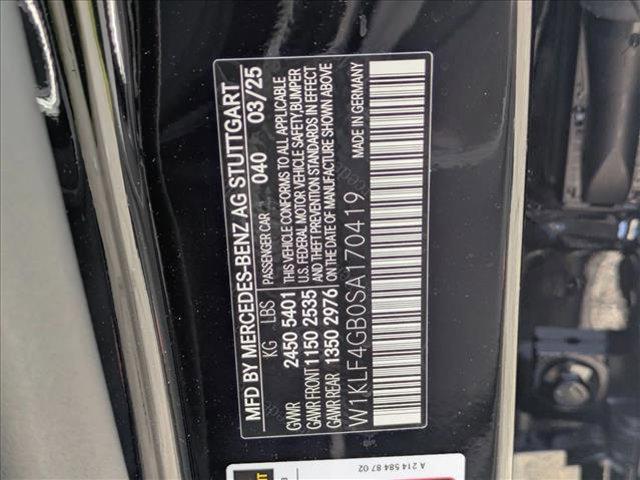 MFD BY MERCEDES-BENZ AG STUTTGART
PASSENGER CAR 040 03/25
KG LBS
GVWR 2450 5401
GAWR FRONT 1150 2535
GAWR REAR 1350 2976
THIS VEHICLE CONFORMS TO ALL APPLICABLE
U.S. FEDERAL MOTOR VEHICLE SAFETY,BUMPER
AND THEFT PREVENTION STANDARDS IN EFFECT
ON THE DATE OF MANUFACTURE SHOWN ABOVE
W1KLF4GB0SA170419
MADE IN GERMANY
A 214 584 87 02